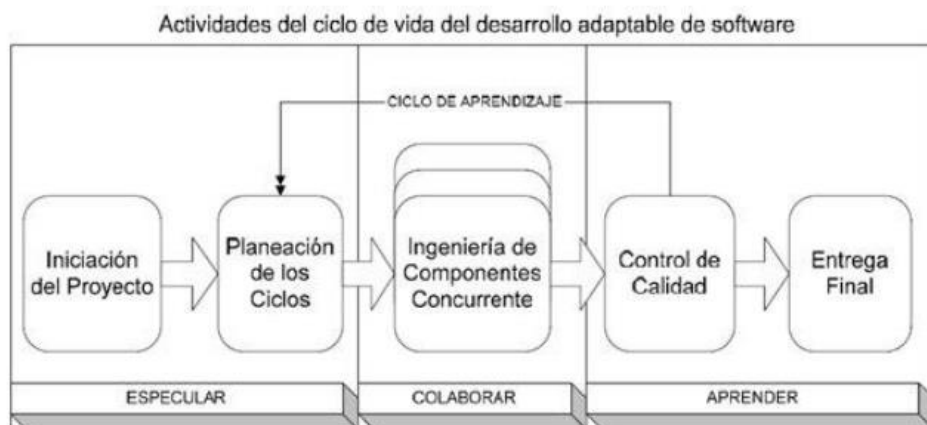 Actividades del ciclo de vida del desarrollo adaptable de software
CICLO DE APRENDIZAJE
Iniciación
del Proyecto
Planeación
de los
Ciclos
Ingeniería de
Componentes
Concurrente
Control de
Calidad
Entrega
Final
ESPECULAR
COLABORAR
APRENDER